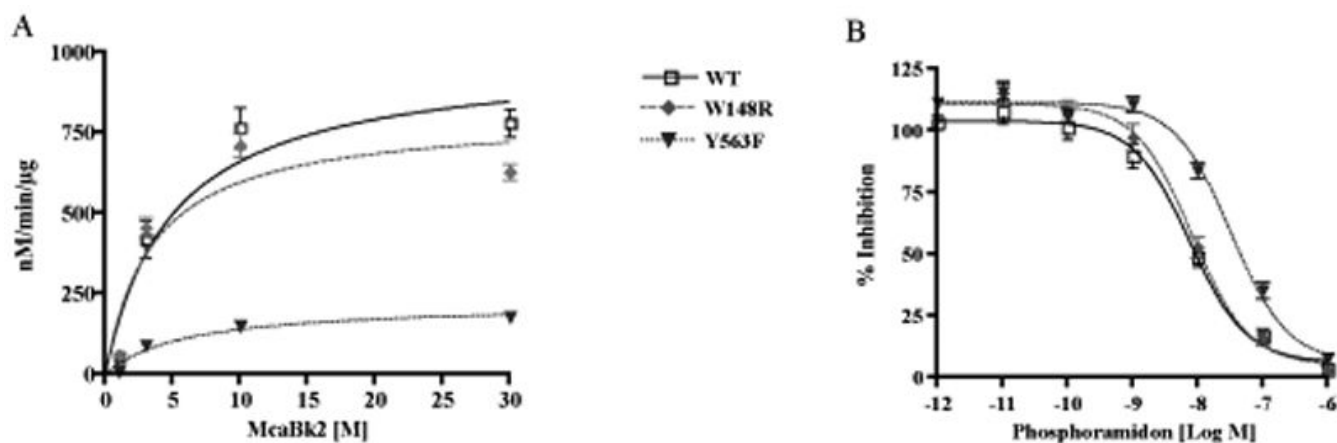 A
1000
750
500
250
0
nM/min/µg
0 5 10 15 20 25 30
McaBk2 [M]
WT
W148R
Y563F
B
125
100
75
50
25
0
% Inhibition
-12 -11 -10 -9 -8 -7 -6
Phosphoramidon [Log M]